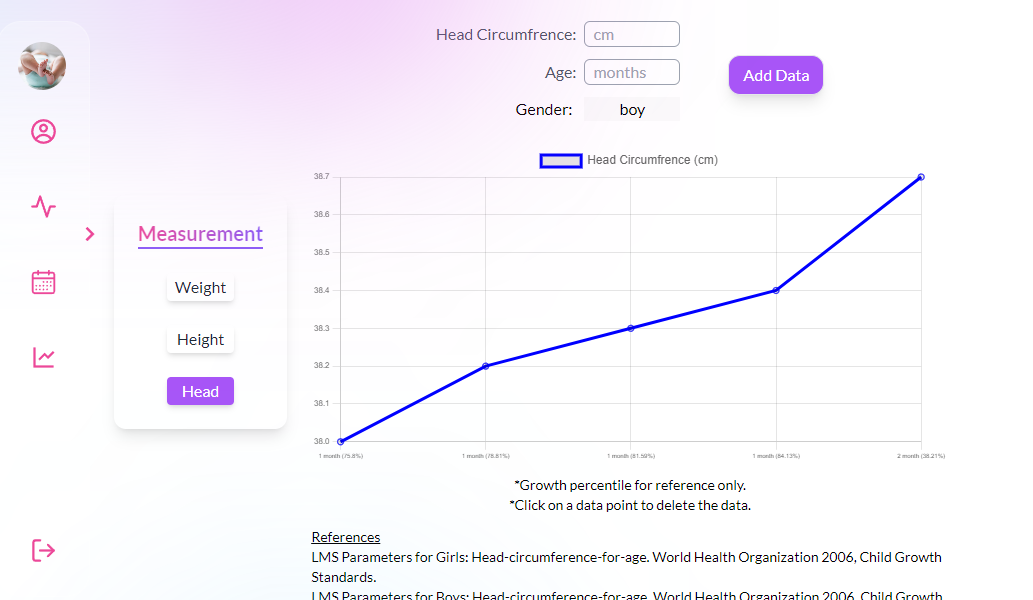 Head Circumfrence: cm
Age: months
Add Data
Gender: boy
Head Circumfrence (cm)
38.7
38.6
38.5
38.4
38.3
38.2
38.1
38.0
1 month (75.8%) 1 month (78.81%) 1 month (81.59%) 1 month (84.13%) 2 month (38.21%)
Measurement
Weight
Height
Head
*Growth percentile for reference only.
*Click on a data point to delete the data.
References
LMS Parameters for Girls: Head-circumference-for-age. World Health Organization 2006, Child Growth
Standards.
LMS Parameters for Boys: Head-circumference-for-age. World Health Organization 2006, Child Growth